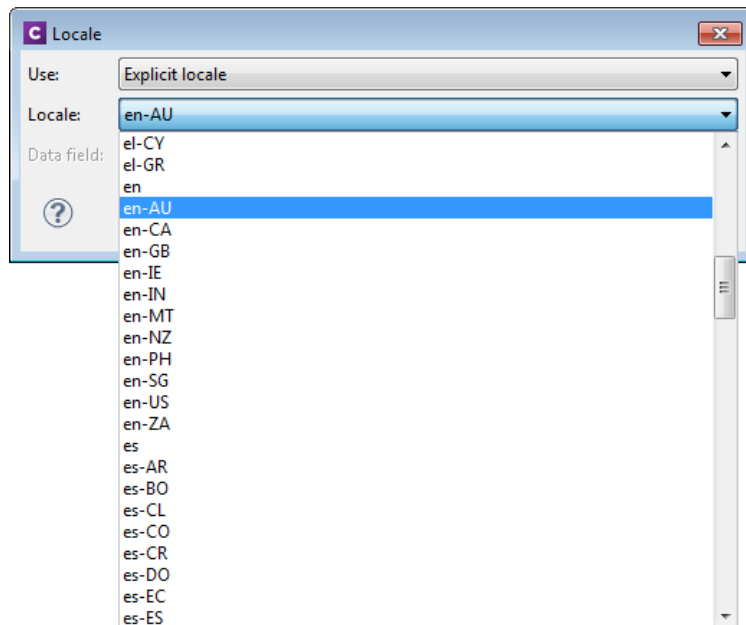 C Locale
Use: Explicit locale
Locale: en-AU
Data field:
?
el-CY
el-GR
en
en-AU
en-CA
en-GB
en-IE
en-IN
en-MT
en-NZ
en-PH
en-SG
en-US
en-ZA
es
es-AR
es-BO
es-CL
es-CO
es-CR
es-DO
es-EC
es-ES